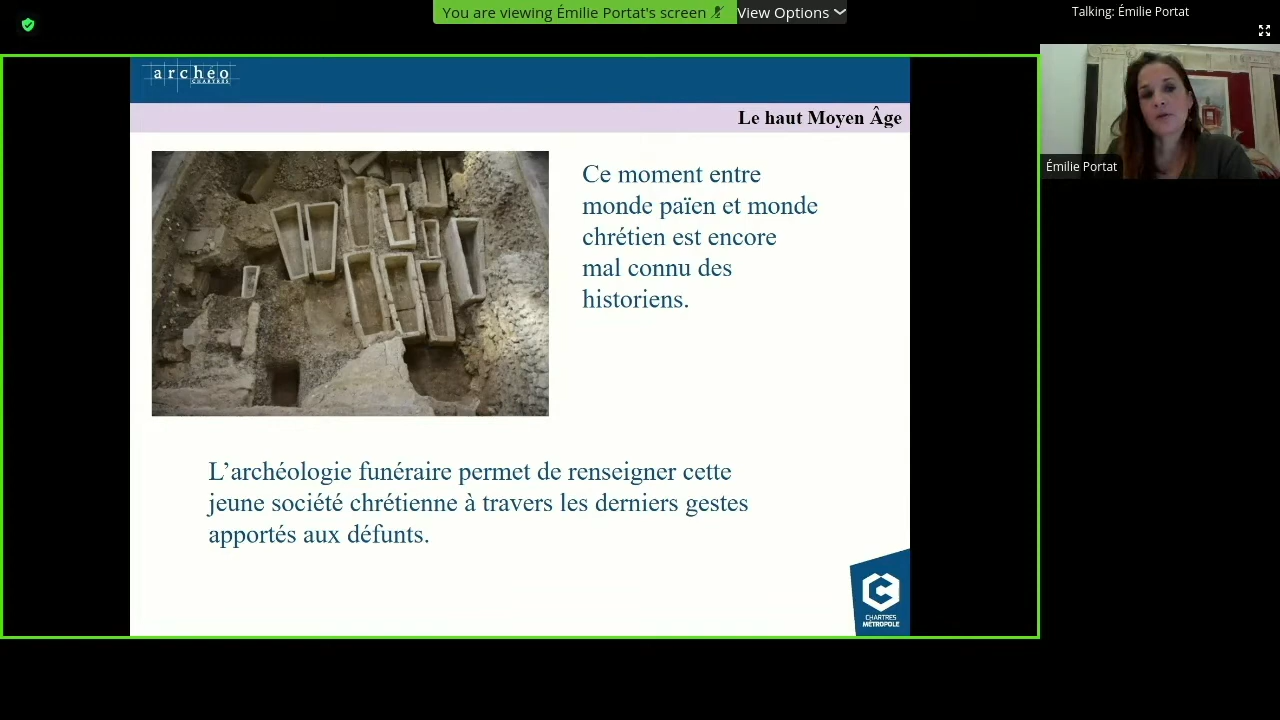 You are viewing Émilie Portat's screen
View Options
Talking: Émilie Portat
archéo
CHARTRES
Le haut Moyen Âge
Ce moment entre
monde païen et monde
chrétien est encore
mal connu des
historiens.
Émilie Portat
L’archéologie funéraire permet de renseigner cette
jeune société chrétienne à travers les derniers gestes
apportés aux défunts.
CHARTRES
MÉTROPOLE